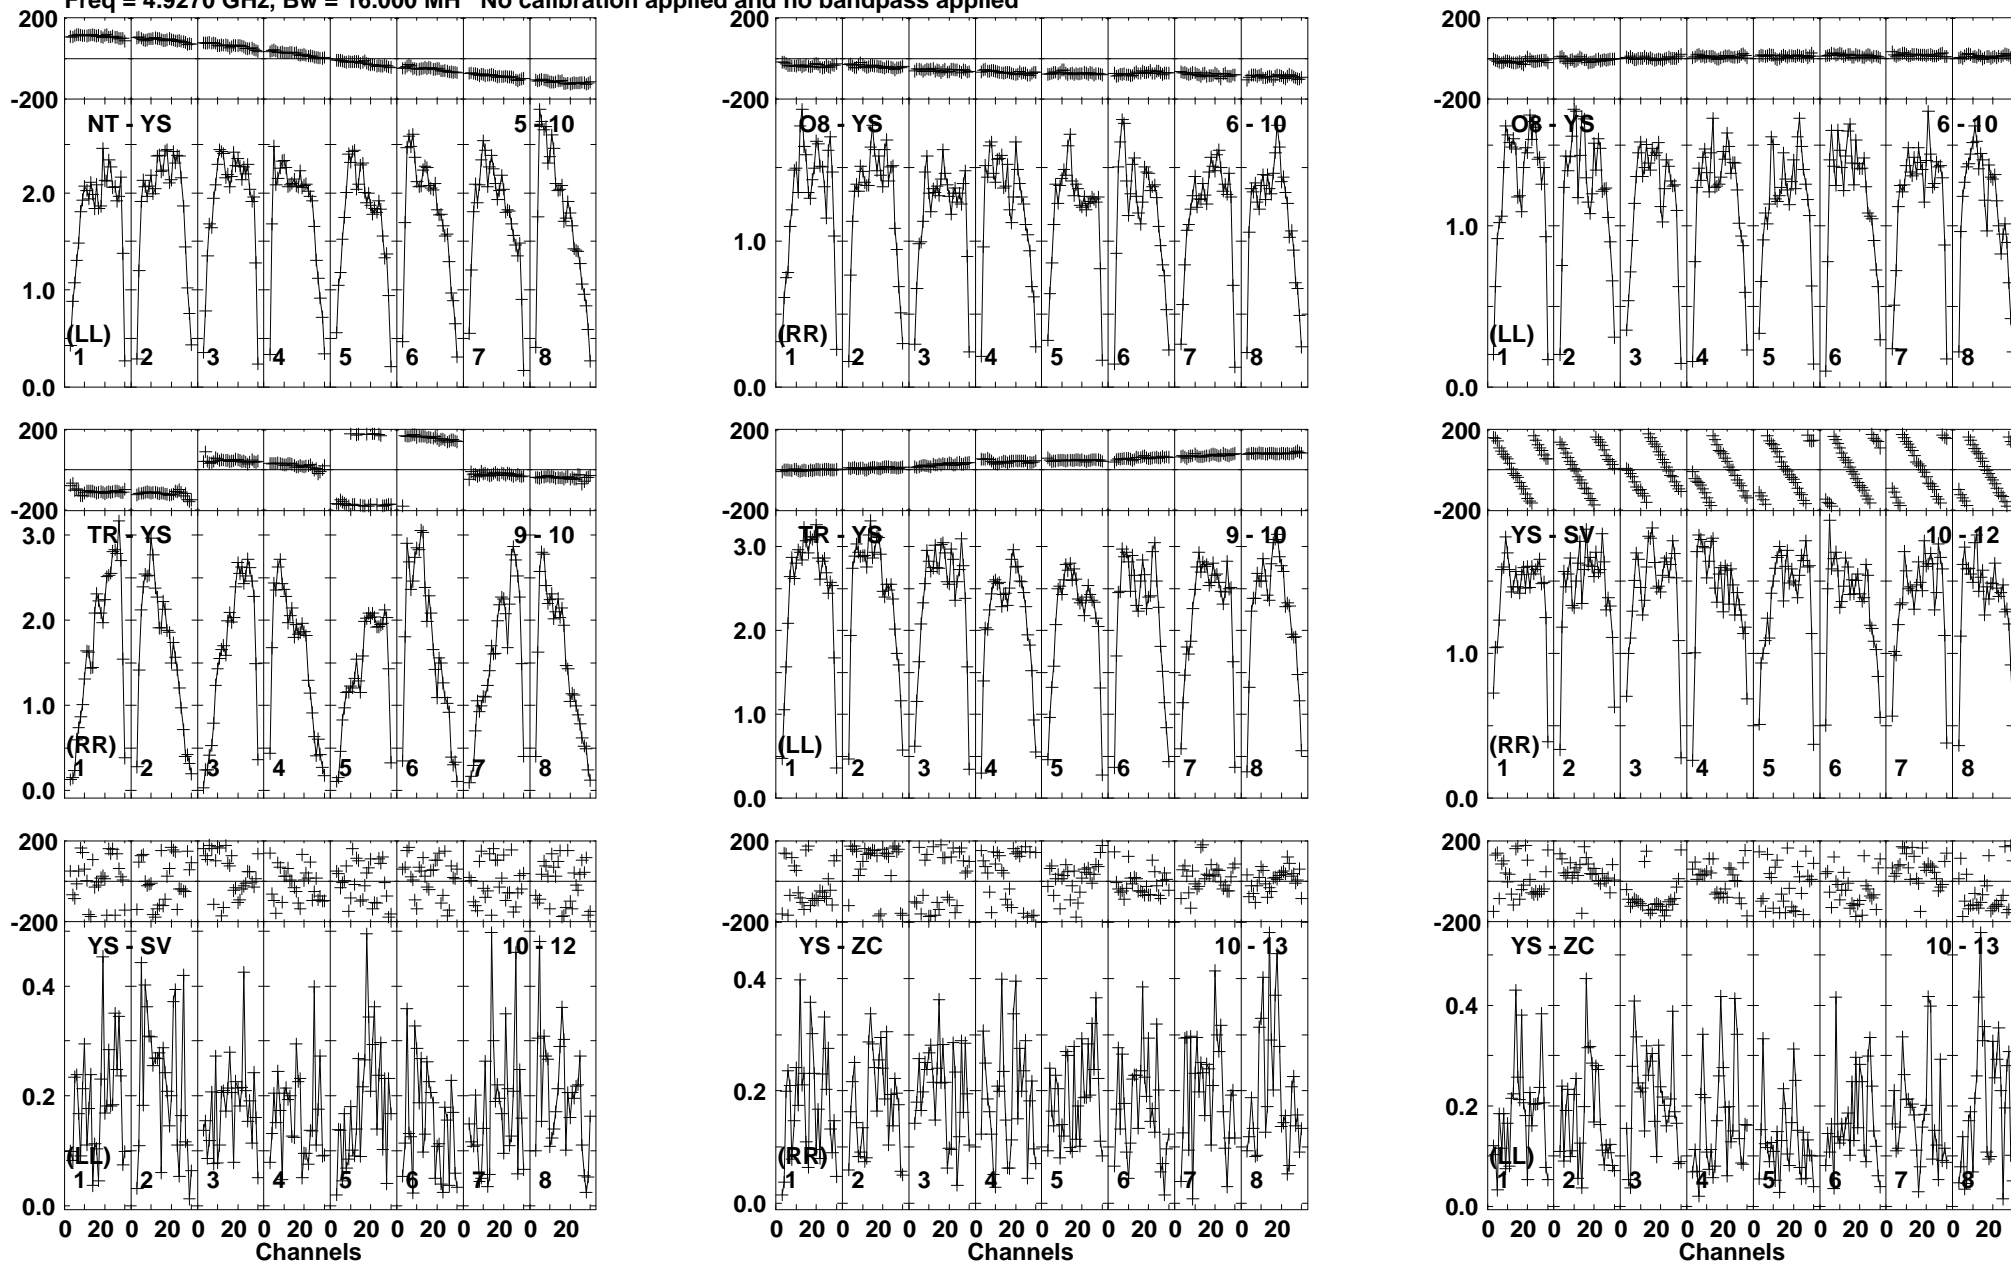 Freq = 4.9270 GHz, Bw = 16.000 MH No calibration applied and no bandpass applied
200 200 200
-200 -200 -200
NT - YS 5 - 10 O8 - YS 6 - 10 O8 - YS 6 - 10
2.0
1.0 1.0 1.0
(LL) (RR) (LL)
1 2 3 4 5 6 7 8 1 2 3 4 5 6 7 8 1 2 3 4 5 6 7 8
0.0 0.0 0.0
200 200 200
-200 -200 -200
TR - YS 9 - 10 TR - YS 9 - 10 YS - SV 10 - 12
3.0 3.0
2.0 2.0
1.0 1.0 1.0
(RR) (LL) (RR)
1 2 3 4 5 6 7 8 1 2 3 4 5 6 7 8 1 2 3 4 5 6 7 8
0.0 0.0 0.0
200 200 200
-200 -200 -200
YS - SV 10 - 12 YS - ZC 10 - 13 YS - ZC 10 - 13
0.4 0.4 0.4
0.2 0.2 0.2
(LL) (RR) (LL)
1 2 3 4 5 6 7 8 1 2 3 4 5 6 7 8 1 2 3 4 5 6 7 8
0.0 0.0 0.0
0 20 0 20 0 20 0 20 0 20 0 20 0 20 0 20 0 20 0 20 0 20 0 20 0 20 0 20 0 20 0 20 0 20 0 20 0 20 0 20 0 20 0 20 0 20 0 20
Channels Channels Channels